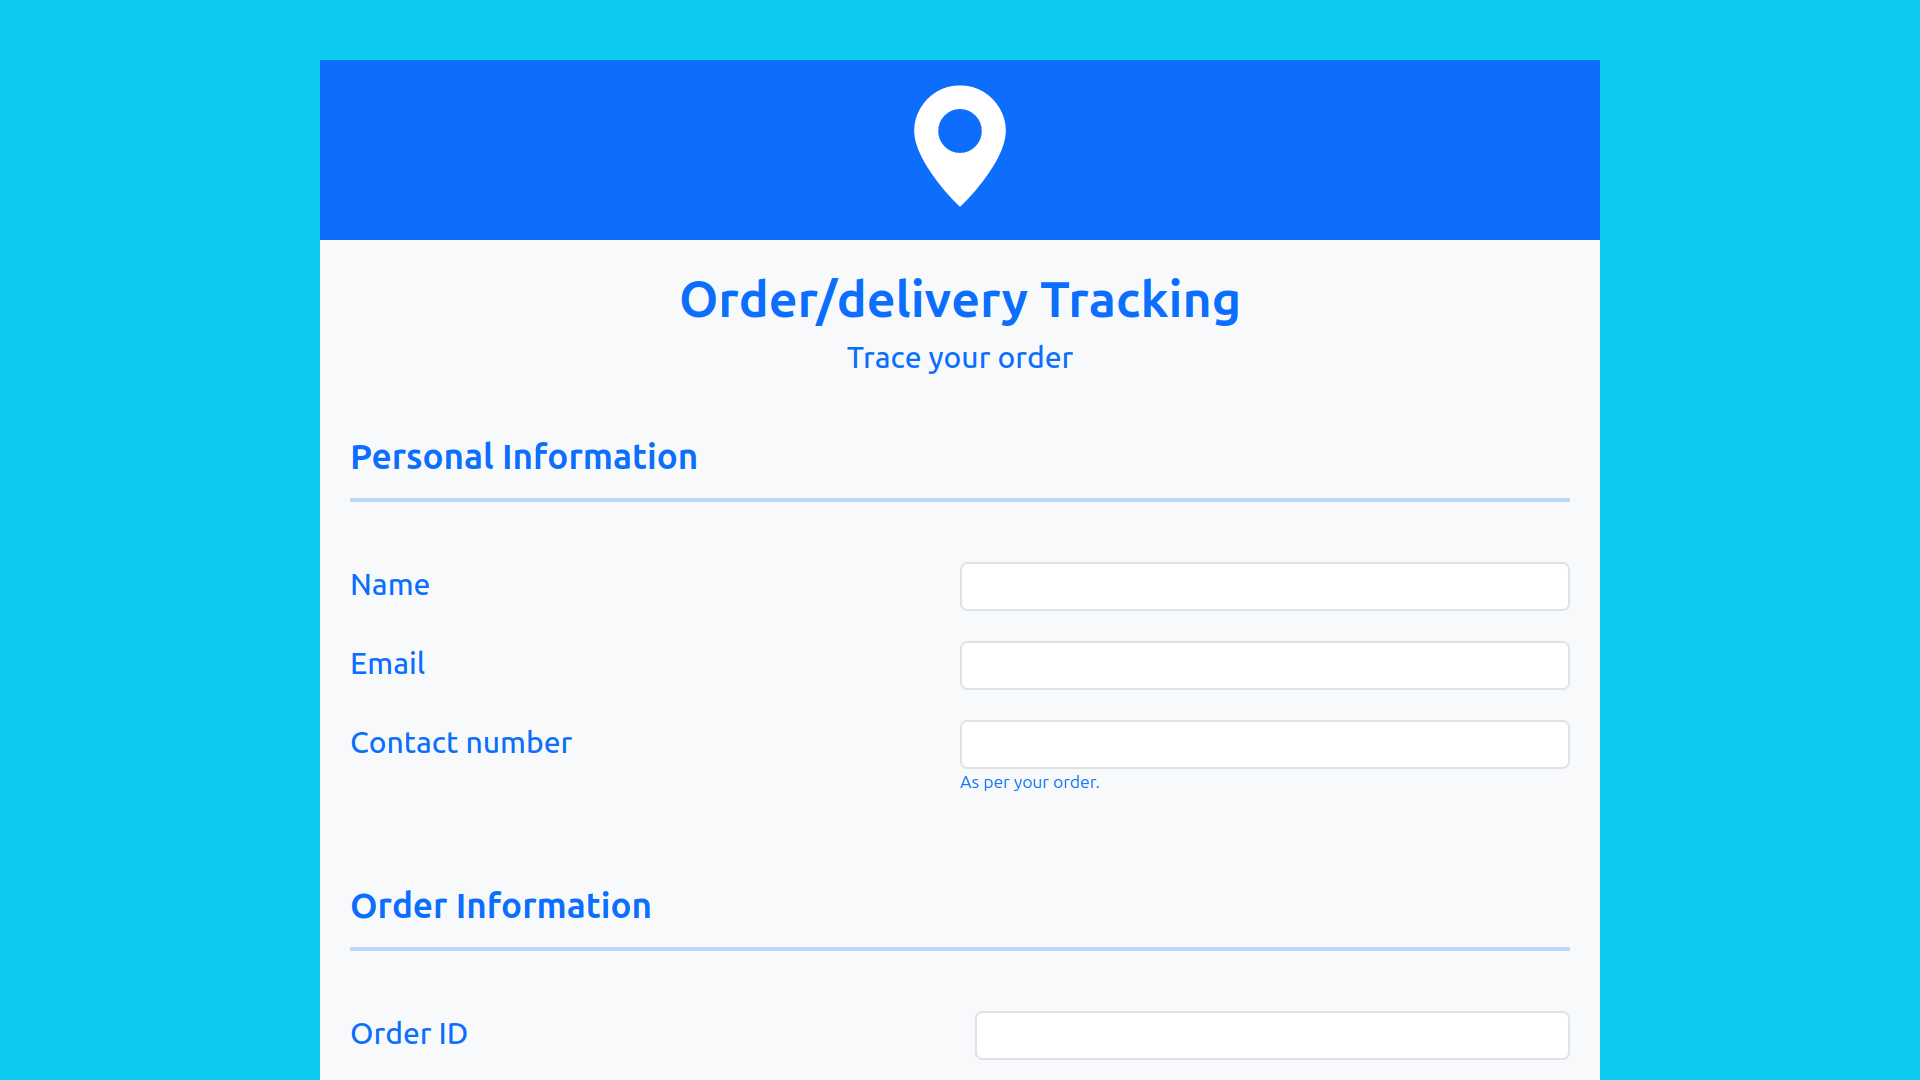 Order/delivery Tracking
Trace your order
Personal Information
Name
Email
Contact number
As per your order.
Order Information
Order ID